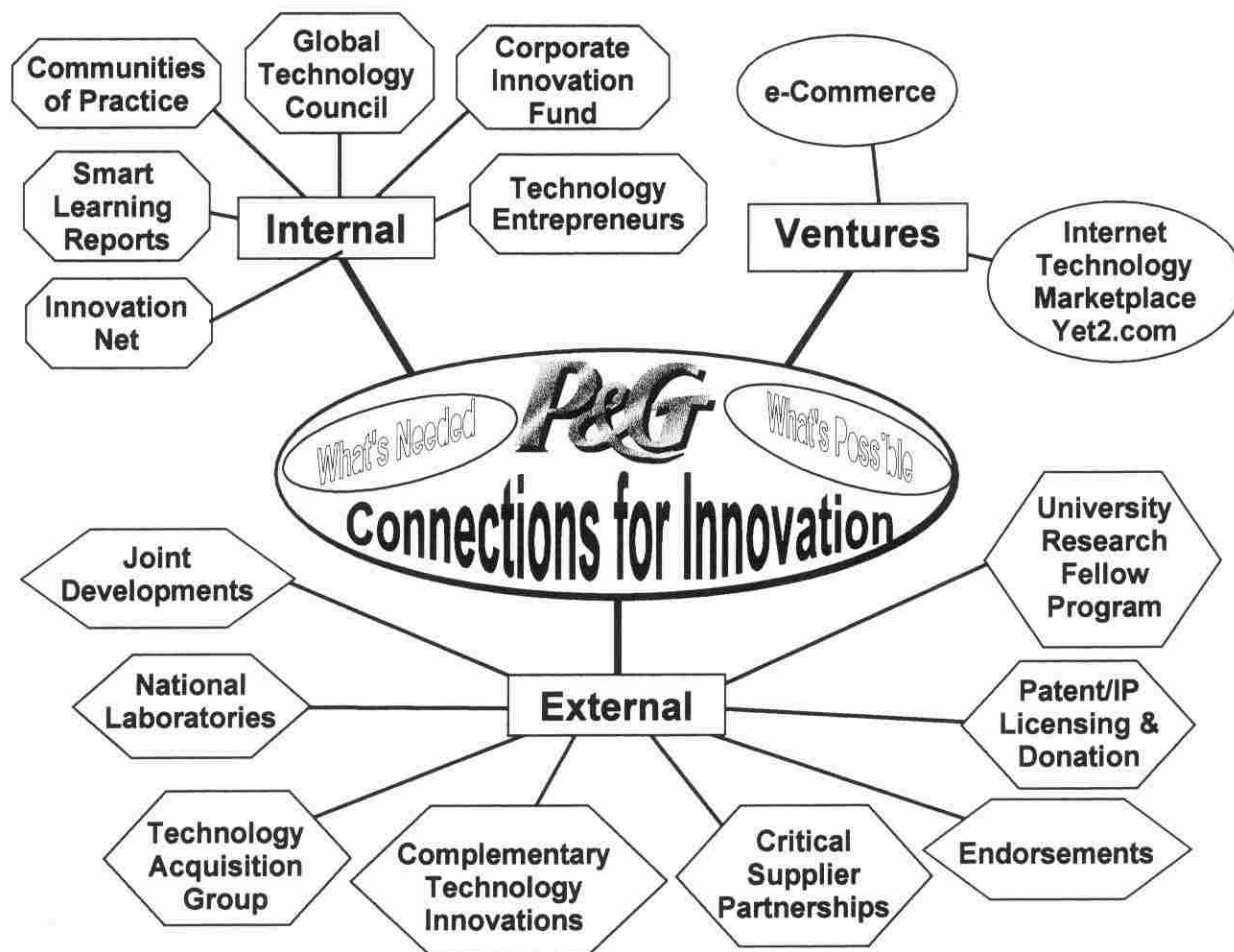 Communities
of Practice
Global
Technology
Council
Corporate
Innovation
Fund
Smart
Learning
Reports
Internal
Technology
Entrepreneurs
Innovation
Net
e-Commerce
Ventures
Internet
Technology
Marketplace
Yet2.com
What's Needed
P&G
What's Possible
Connections for Innovation
Joint
Developments
National
Laboratories
External
University
Research
Fellow
Program
Patent/IP
Licensing &
Donation
Technology
Acquisition
Group
Complementary
Technology
Innovations
Critical
Supplier
Partnerships
Endorsements